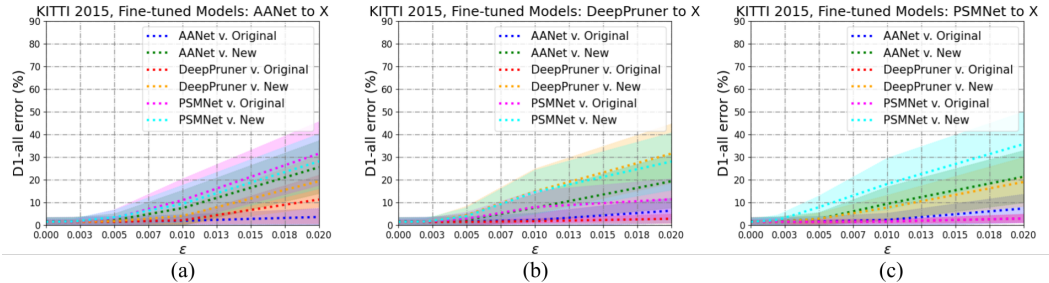 KITTI 2015, Fine-tuned Models: AANet to X
D1-all error (%)
90
80
70
60
50
40
30
20
10
0
AANet v. Original
AANet v. New
DeepPruner v. Original
DeepPruner v. New
PSMNet v. Original
PSMNet v. New
0.000 0.003 0.005 0.007 0.010 0.013 0.015 0.018 0.020
ε
(a)
KITTI 2015, Fine-tuned Models: DeepPruner to X
D1-all error (%)
90
80
70
60
50
40
30
20
10
0
AANet v. Original
AANet v. New
DeepPruner v. Original
DeepPruner v. New
PSMNet v. Original
PSMNet v. New
0.000 0.003 0.005 0.007 0.010 0.013 0.015 0.018 0.020
ε
(b)
KITTI 2015, Fine-tuned Models: PSMNet to X
D1-all error (%)
90
80
70
60
50
40
30
20
10
0
AANet v. Original
AANet v. New
DeepPruner v. Original
DeepPruner v. New
PSMNet v. Original
PSMNet v. New
0.000 0.003 0.005 0.007 0.010 0.013 0.015 0.018 0.020
ε
(c)